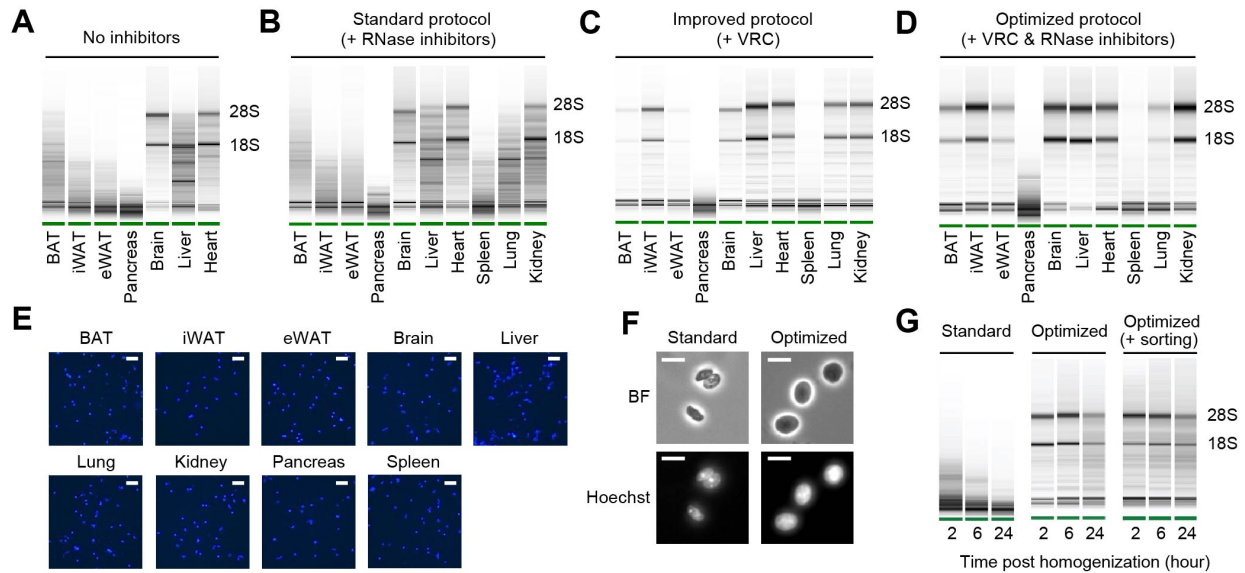 A
No inhibitors
28S
18S
BAT
iWAT
eWAT
Pancreas
Brain
Liver
Heart
B
Standard protocol
(+ RNase inhibitors)
28S
18S
BAT
iWAT
eWAT
Pancreas
Brain
Liver
Heart
Spleen
Lung
Kidney
C
Improved protocol
(+ VRC)
28S
18S
BAT
iWAT
eWAT
Pancreas
Brain
Liver
Heart
Spleen
Lung
Kidney
D
Optimized protocol
(+ VRC & RNase inhibitors)
28S
18S
BAT
iWAT
eWAT
Pancreas
Brain
Liver
Heart
Spleen
Lung
Kidney
E
BAT iWAT eWAT Brain Liver
Lung Kidney Pancreas Spleen
F
Standard Optimized
BF
Hoechst
G
Standard Optimized Optimized
(+ sorting)
28S
18S
2 6 24 2 6 24 2 6 24
Time post homogenization (hour)